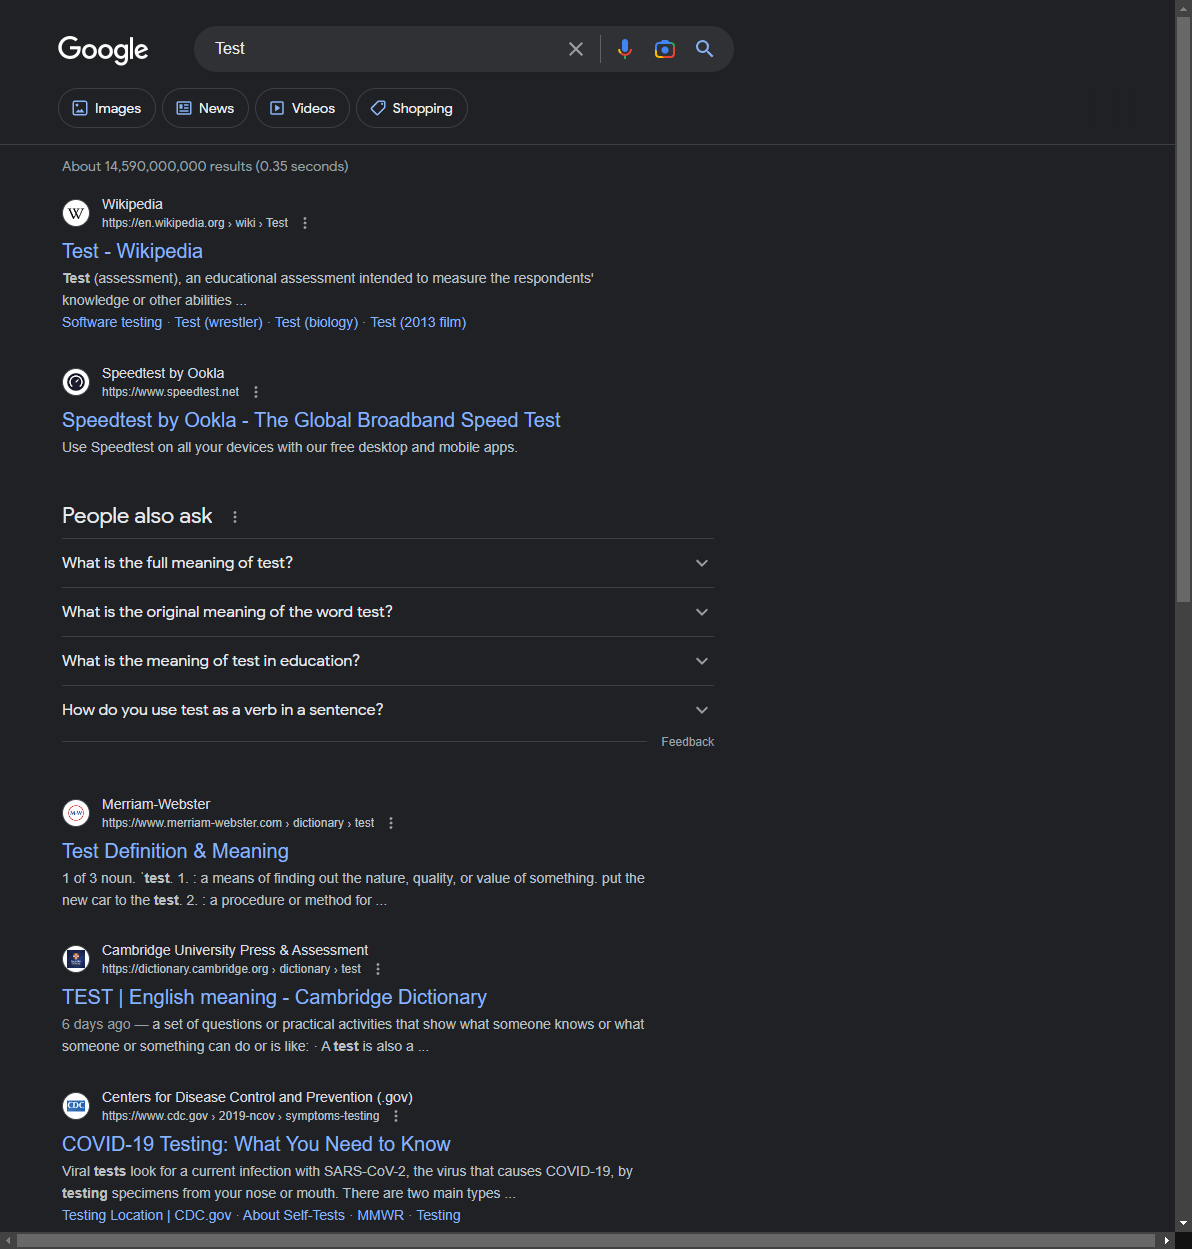 Google
Test
Images
News
Videos
Shopping
About 14,590,000,000 results (0.35 seconds)
W
Wikipedia
https://en.wikipedia.org › wiki › Test
Test - Wikipedia
Test (assessment), an educational assessment intended to measure the respondents'
knowledge or other abilities ...
Software testing · Test (wrestler) · Test (biology) · Test (2013 film)
Speedtest by Ookla
https://www.speedtest.net
Speedtest by Ookla - The Global Broadband Speed Test
Use Speedtest on all your devices with our free desktop and mobile apps.
People also ask
What is the full meaning of test?
What is the original meaning of the word test?
What is the meaning of test in education?
How do you use test as a verb in a sentence?
Feedback
M-W
Merriam-Webster
https://www.merriam-webster.com › dictionary › test
Test Definition & Meaning
1 of 3 noun. ˈtest. 1. : a means of finding out the nature, quality, or value of something. put the
new car to the test. 2. : a procedure or method for ...
Cambridge University Press & Assessment
https://dictionary.cambridge.org › dictionary › test
TEST | English meaning - Cambridge Dictionary
6 days ago — a set of questions or practical activities that show what someone knows or what
someone or something can do or is like: · A test is also a ...
CDC
Centers for Disease Control and Prevention (.gov)
https://www.cdc.gov › 2019-ncov › symptoms-testing
COVID-19 Testing: What You Need to Know
Viral tests look for a current infection with SARS-CoV-2, the virus that causes COVID-19, by
testing specimens from your nose or mouth. There are two main types ...
Testing Location | CDC.gov · About Self-Tests · MMWR · Testing